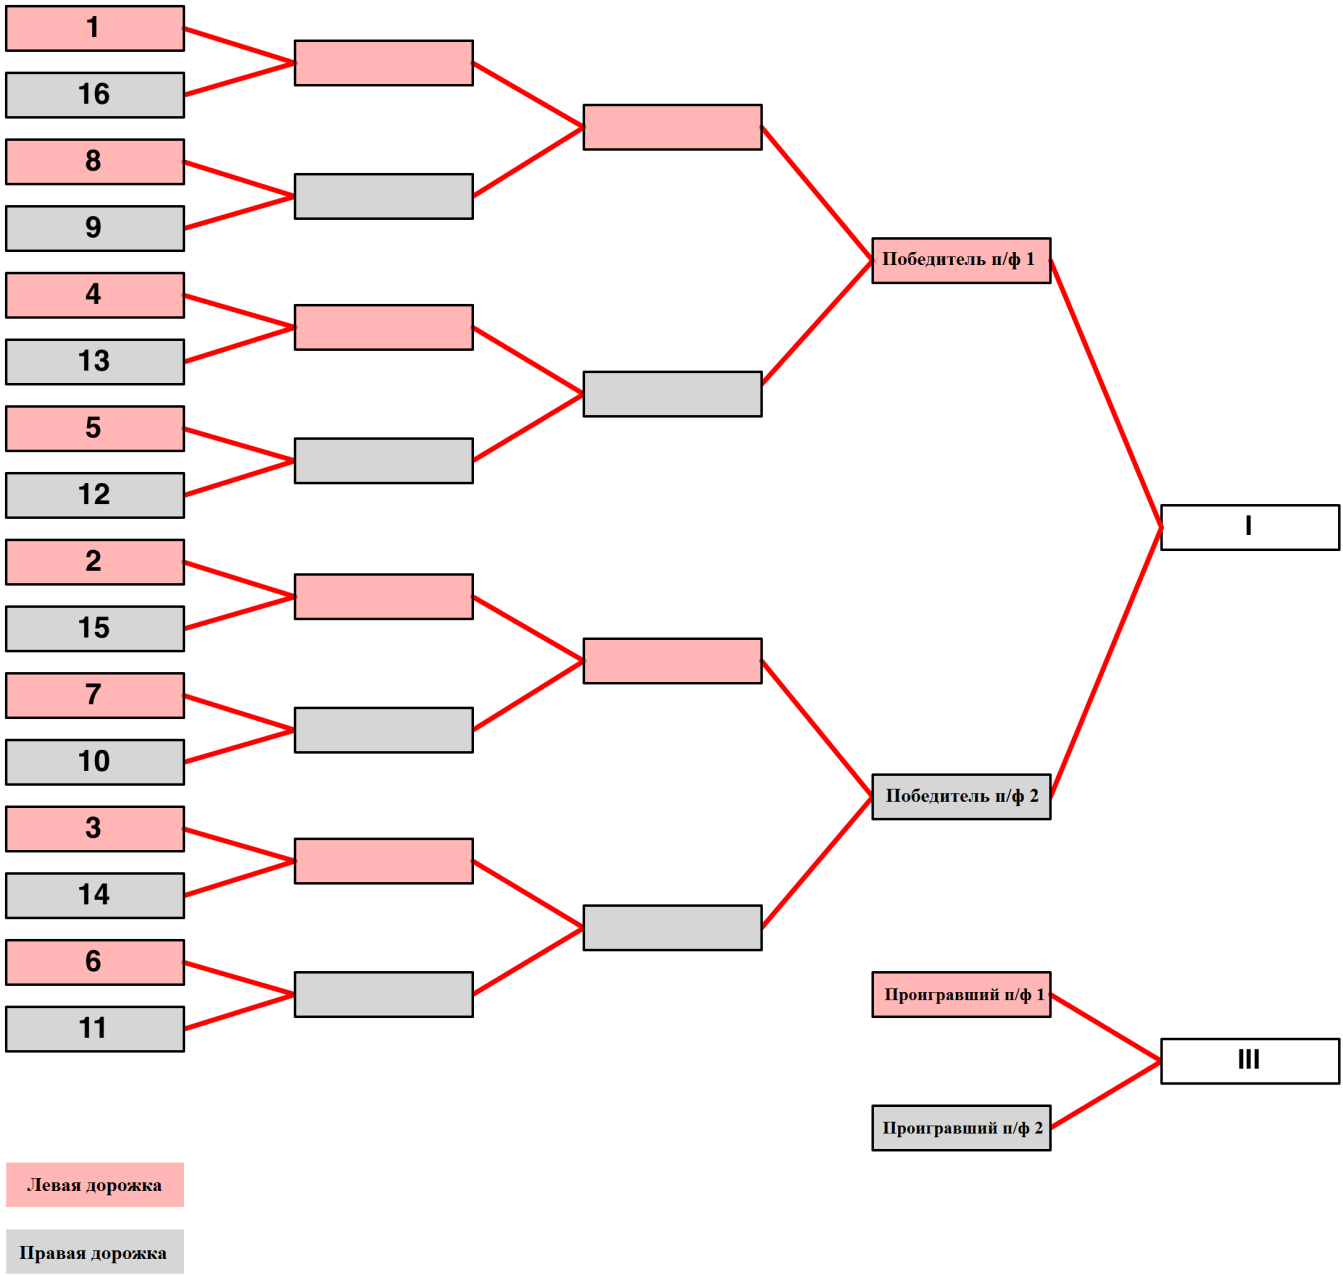 1
16
8
9
Победитель п/ф 1
4
13
5
12
I
2
15
7
10
Победитель п/ф 2
3
14
6
11
Проигравший п/ф 1
III
Проигравший п/ф 2
Левая дорожка
Правая дорожка